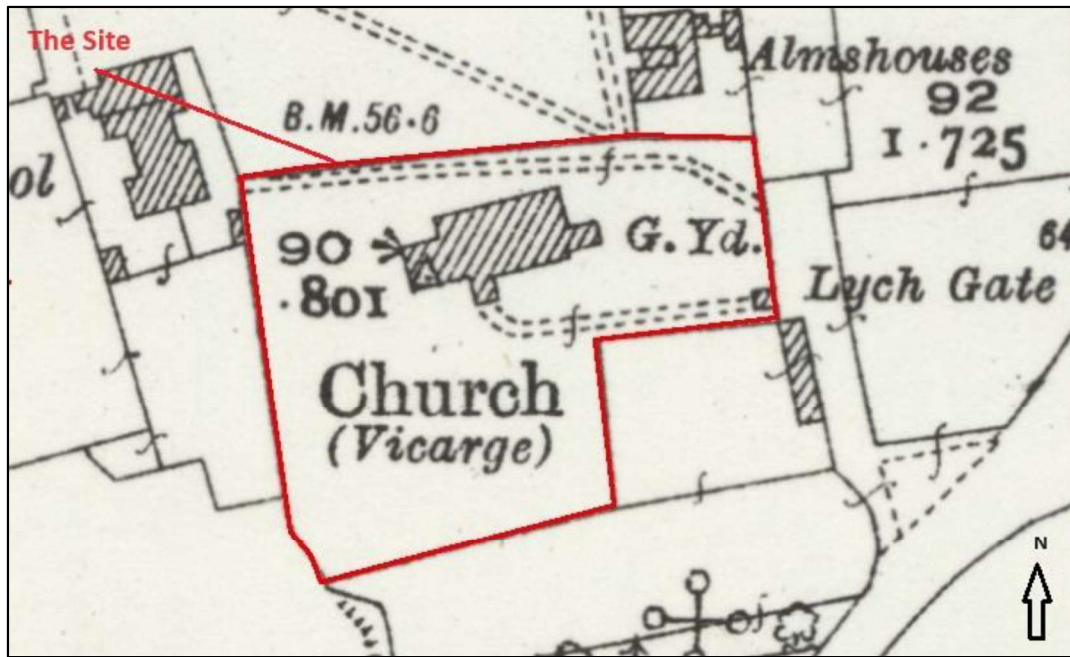 The Site
B.M.56·6
Almshouses
92
1·725
ol
90
·801
G.Yd.
64
Lych Gate
Church
(Vicarge)
N